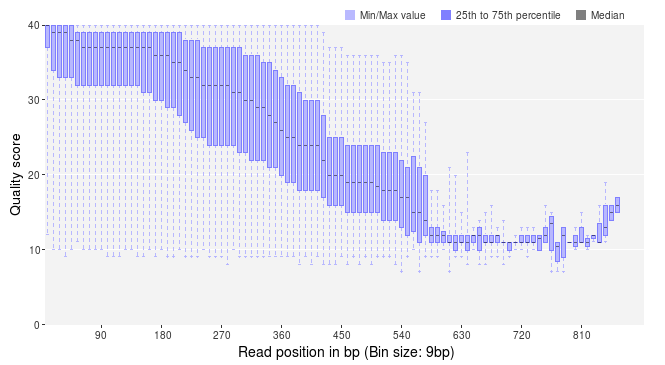 Min/Max value 25th to 75th percentile Median
40
30
20
10
0
Quality score
90 180 270 360 450 540 630 720 810
Read position in bp (Bin size: 9bp)